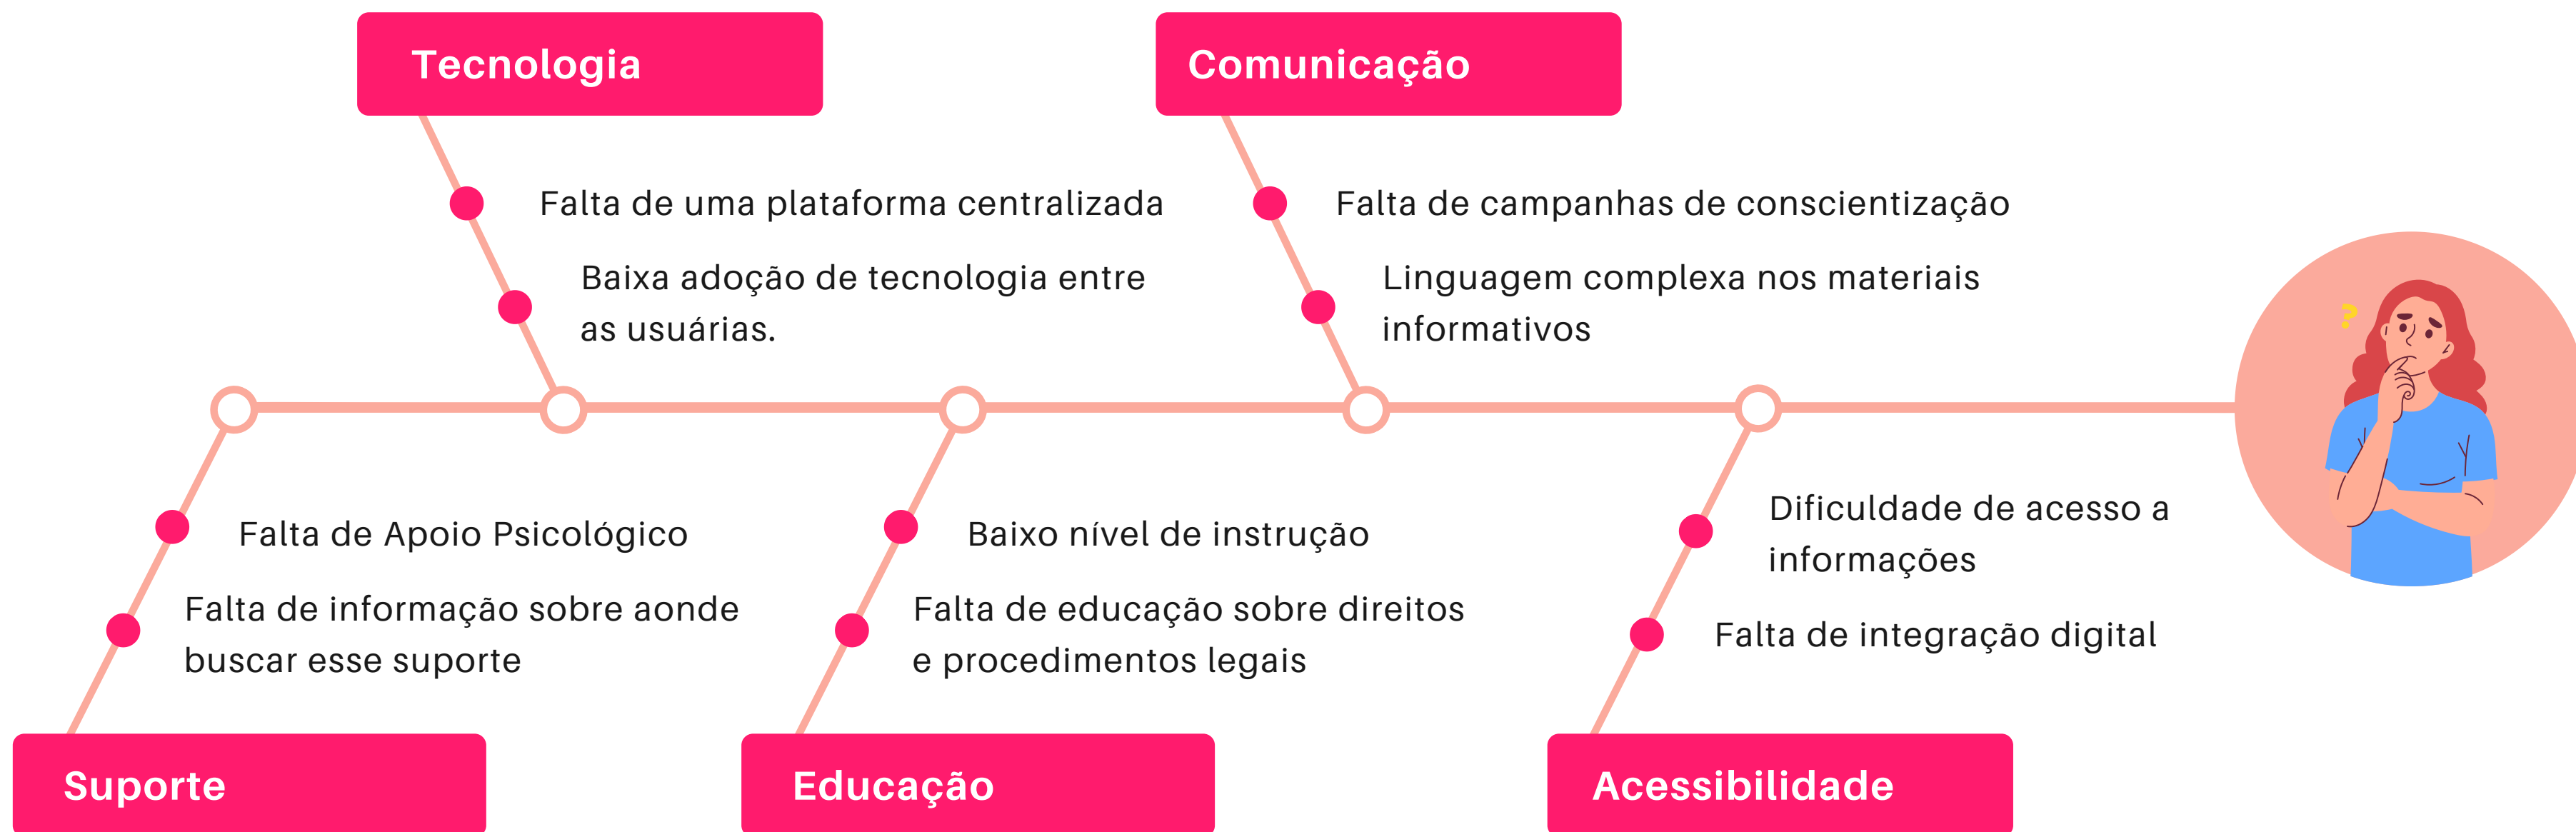 Tecnologia
Comunicação
Falta de uma plataforma centralizada
Baixa adoção de tecnologia entre
as usuárias.
Falta de campanhas de conscientização
Linguagem complexa nos materiais
informativos
?
Falta de Apoio Psicológico
Falta de informação sobre aonde
buscar esse suporte
Baixo nível de instrução
Falta de educação sobre direitos
e procedimentos legais
Dificuldade de acesso a
informações
Falta de integração digital
Suporte
Educação
Acessibilidade